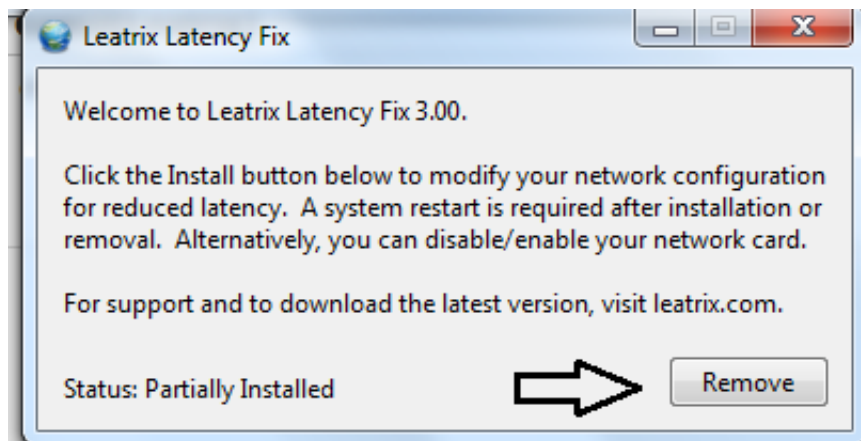 Leatrix Latency Fix
Welcome to Leatrix Latency Fix 3.00.
Click the Install button below to modify your network configuration
for reduced latency.  A system restart is required after installation or
removal.  Alternatively, you can disable/enable your network card.
For support and to download the latest version, visit leatrix.com.
Status: Partially Installed
Remove